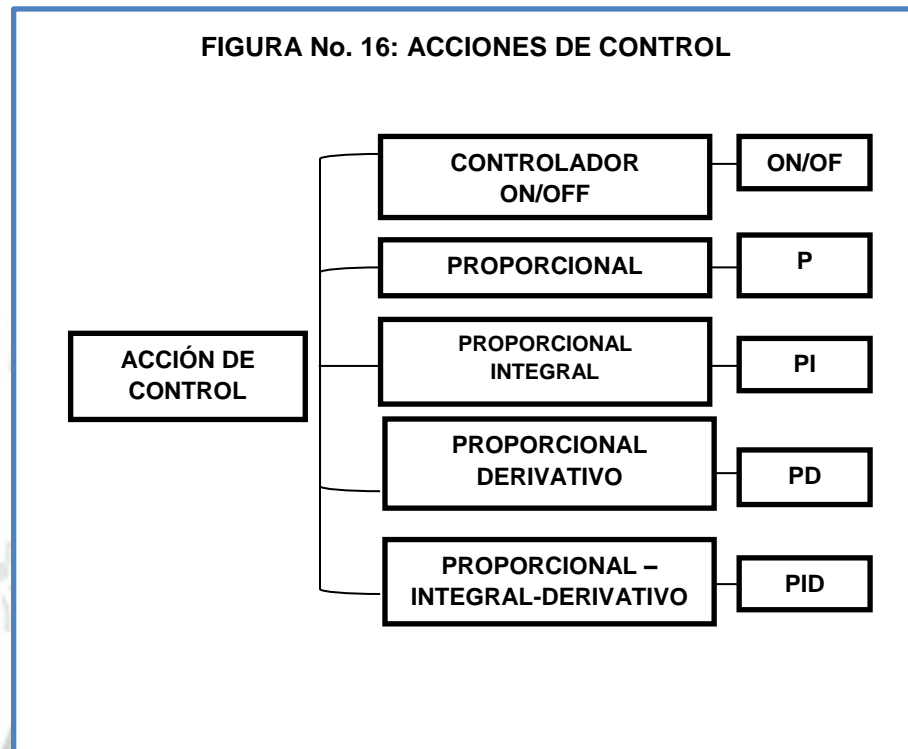 FIGURA No. 16: ACCIONES DE CONTROL
CONTROLADOR
ON/OFF
ON/OF
PROPORCIONAL
P
ACCIÓN DE
CONTROL
PROPORCIONAL
INTEGRAL
PI
PROPORCIONAL
DERIVATIVO
PD
PROPORCIONAL –
INTEGRAL-DERIVATIVO
PID